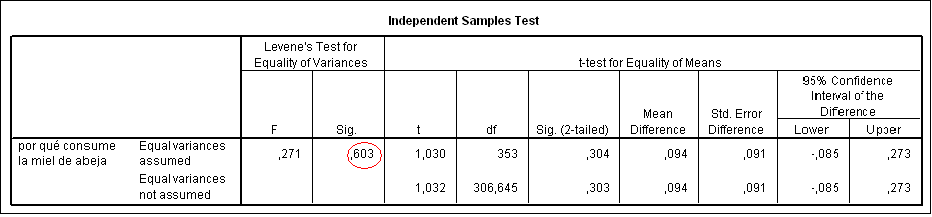 Independent Samples Test
Levene's Test for
Equality of Variances
t-test for Equality of Means
95% Confidence
Interval of the
Difference
F Sig. t df Sig. (2-tailed) Mean
Difference Std. Error
Difference Lower Upper
por qué consume
la miel de abeja Equal variances
assumed ,271 ,603 1,030 353 ,304 ,094 ,091 -,085 ,273
Equal variances
not assumed 1,032 306,645 ,303 ,094 ,091 -,085 ,273